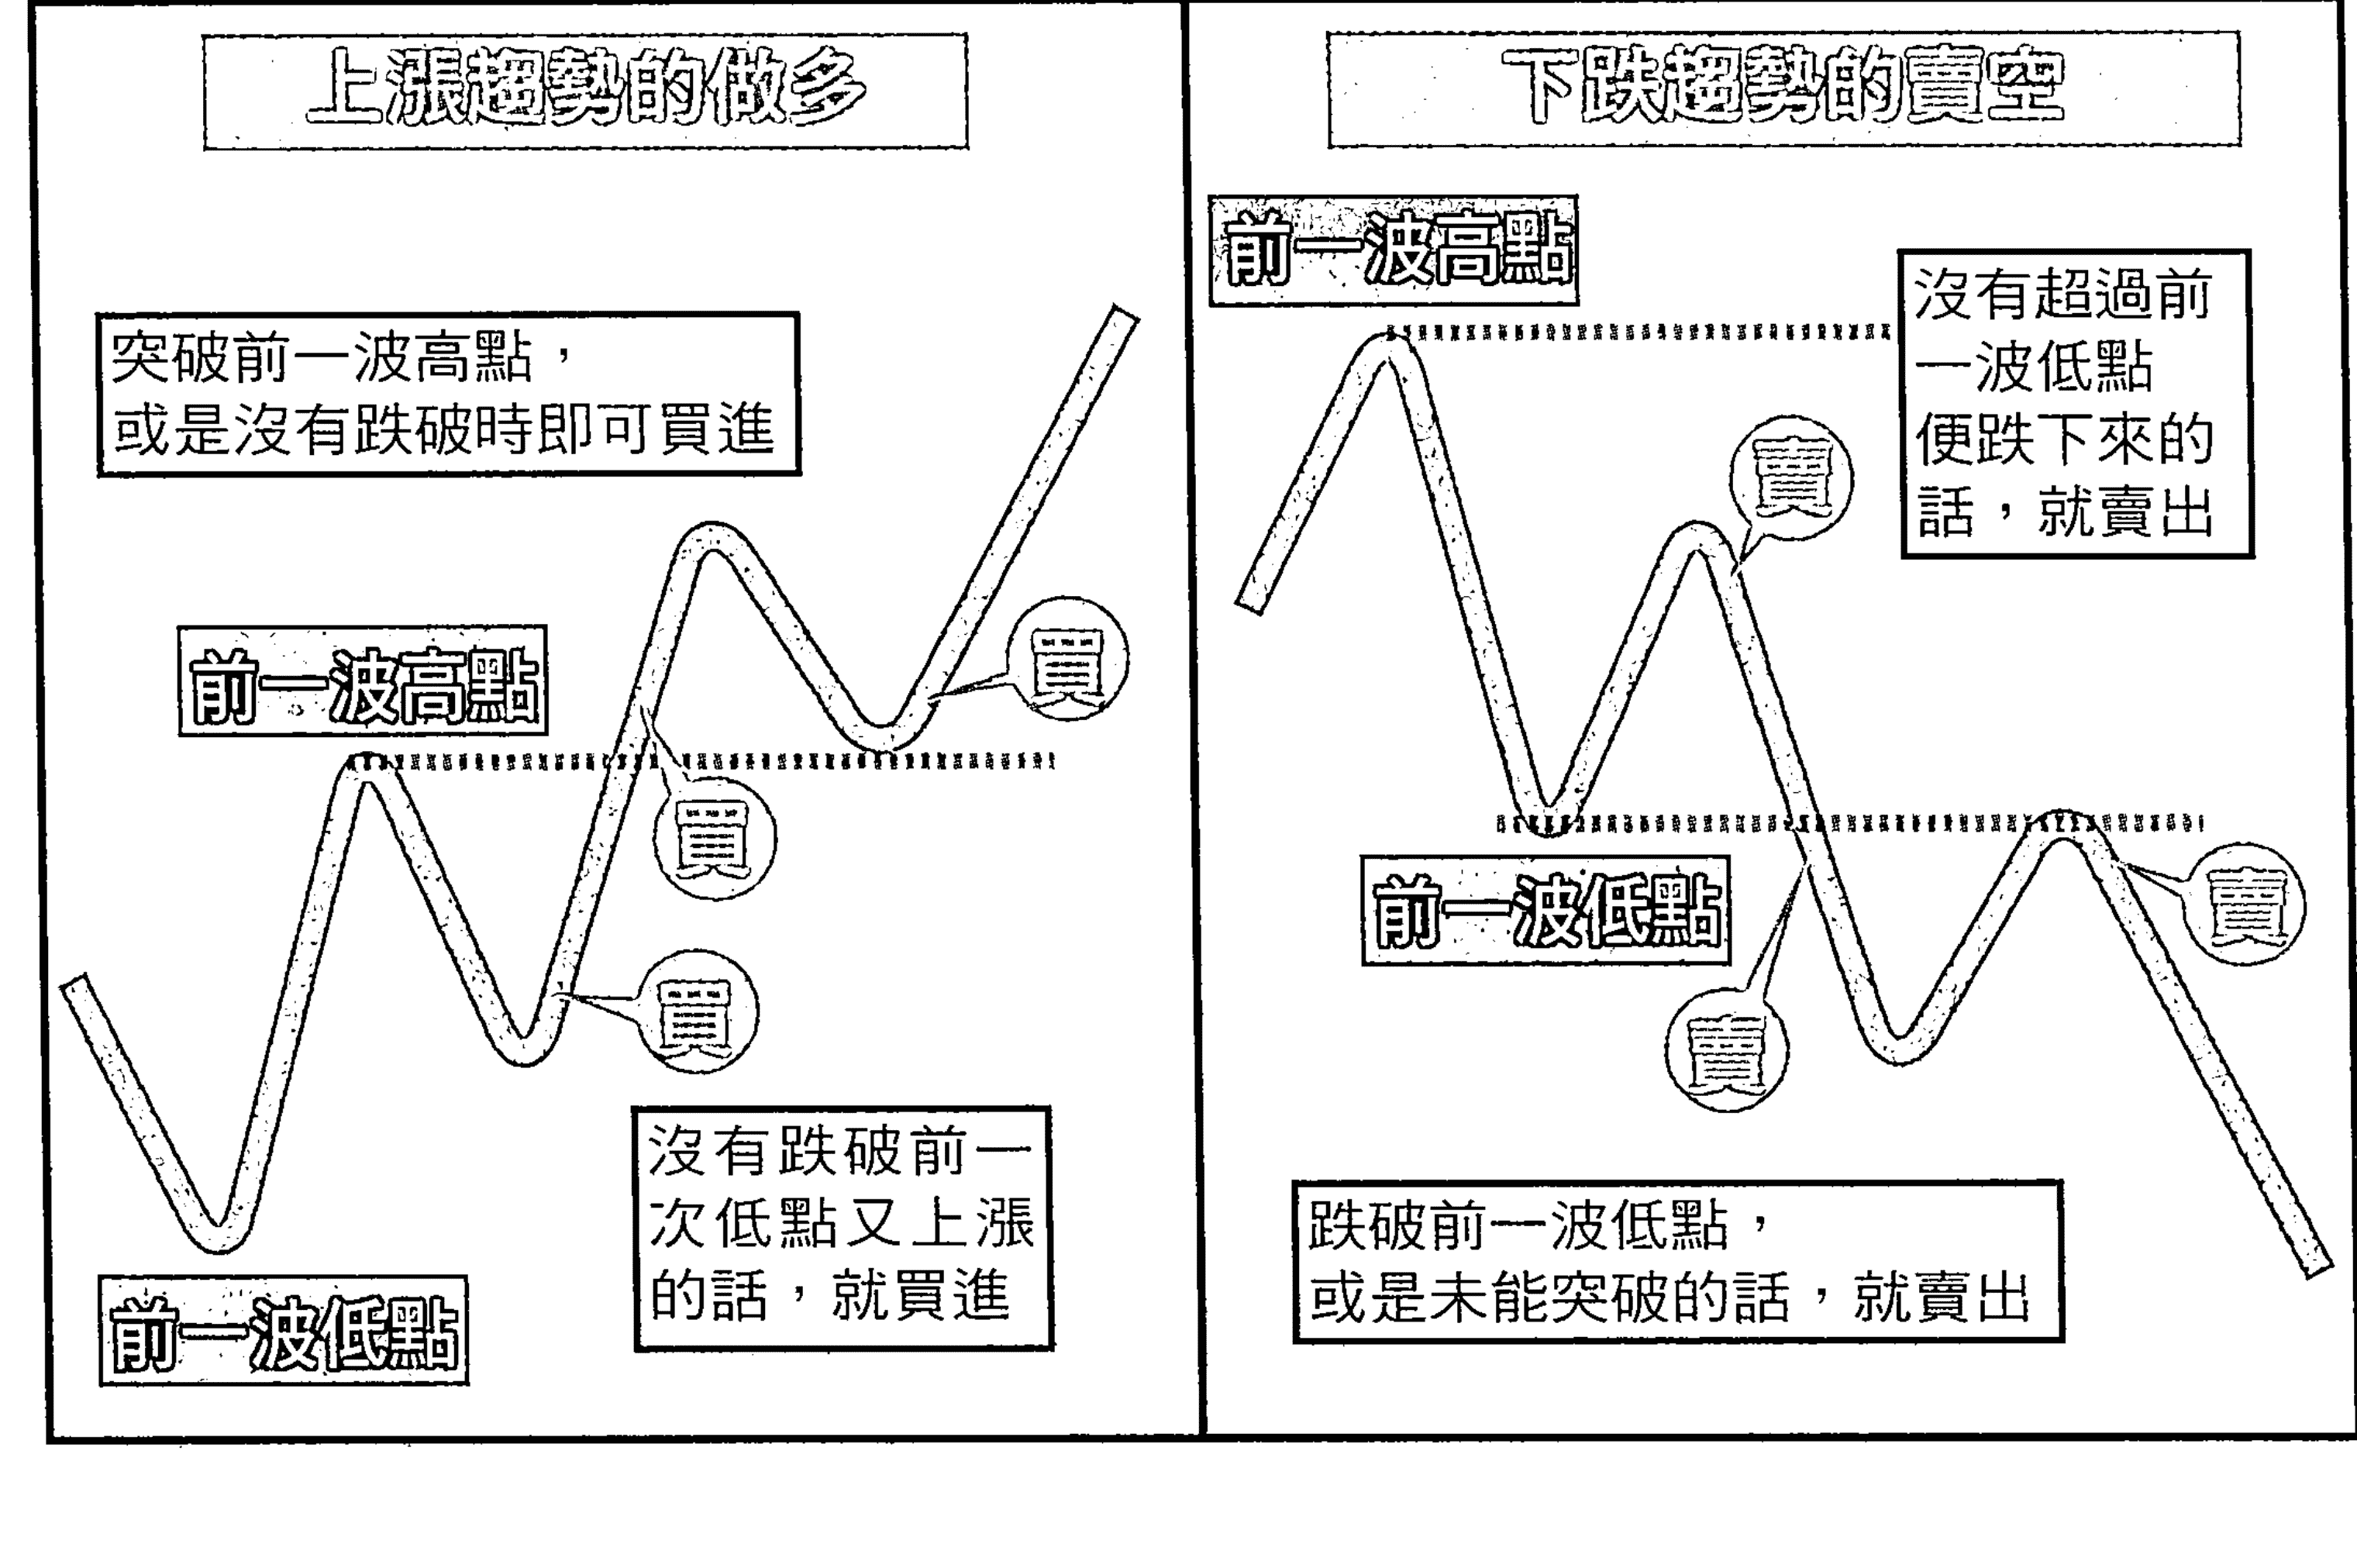 上漲趨勢的做多
突破前一波高點，
或是沒有跌破時即可買進
前一波高點
買
買
買
沒有跌破前一
次低點又上漲
的話，就買進
前一波低點
下跌趨勢的賣空
前一波高點
沒有超過前
一波低點
便跌下來的
話，就賣出
賣
前一波低點
賣
賣
跌破前一波低點，
或是未能突破的話，就賣出